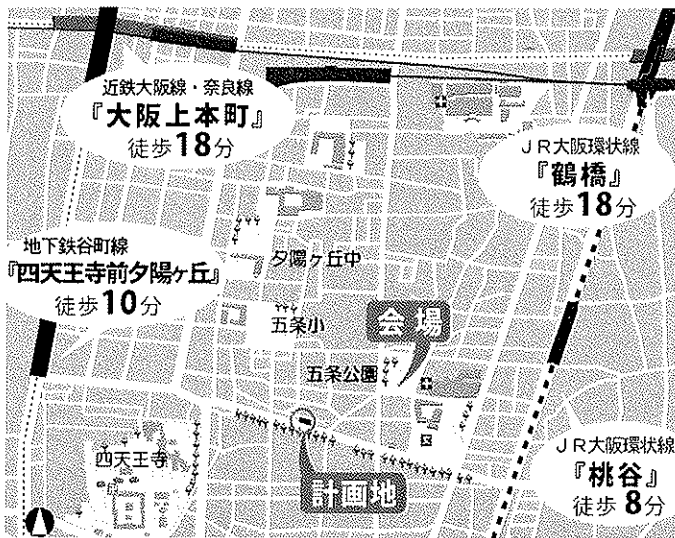 近鉄大阪線・奈良線
『大阪上本町』
徒歩18分
JR大阪環状線
『鶴橋』
徒歩18分
地下鉄谷町線
『四天王寺前夕陽ヶ丘』
徒歩10分
夕陽ヶ丘中
五条小
会場
五条公園
四天王寺
計画地
JR大阪環状線
『桃谷』
徒歩8分